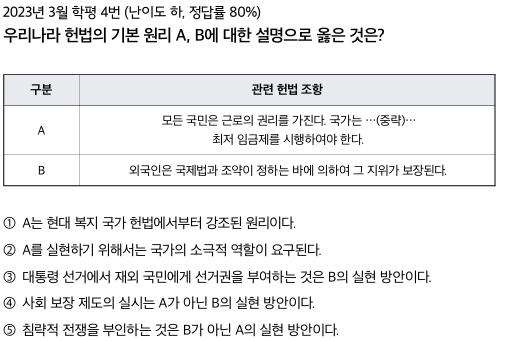 2023년 3월 학평 4번 (난이도 하, 정답률 80%)
우리나라 헌법의 기본 원리 A, B에 대한 설명으로 옳은 것은?
구분 관련 헌법 조항
A 모든 국민은 근로의 권리를 가진다. 국가는 …(중략)…
최저 임금제를 시행하여야 한다.
B 외국인은 국제법과 조약이 정하는 바에 의하여 그 지위가 보장된다.
① A는 현대 복지 국가 헌법에서부터 강조된 원리이다.
② A를 실현하기 위해서는 국가의 소극적 역할이 요구된다.
③ 대통령 선거에서 재외 국민에게 선거권을 부여하는 것은 B의 실현 방안이다.
④ 사회 보장 제도의 실시는 A가 아닌 B의 실현 방안이다.
⑤ 침략적 전쟁을 부인하는 것은 B가 아닌 A의 실현 방안이다.